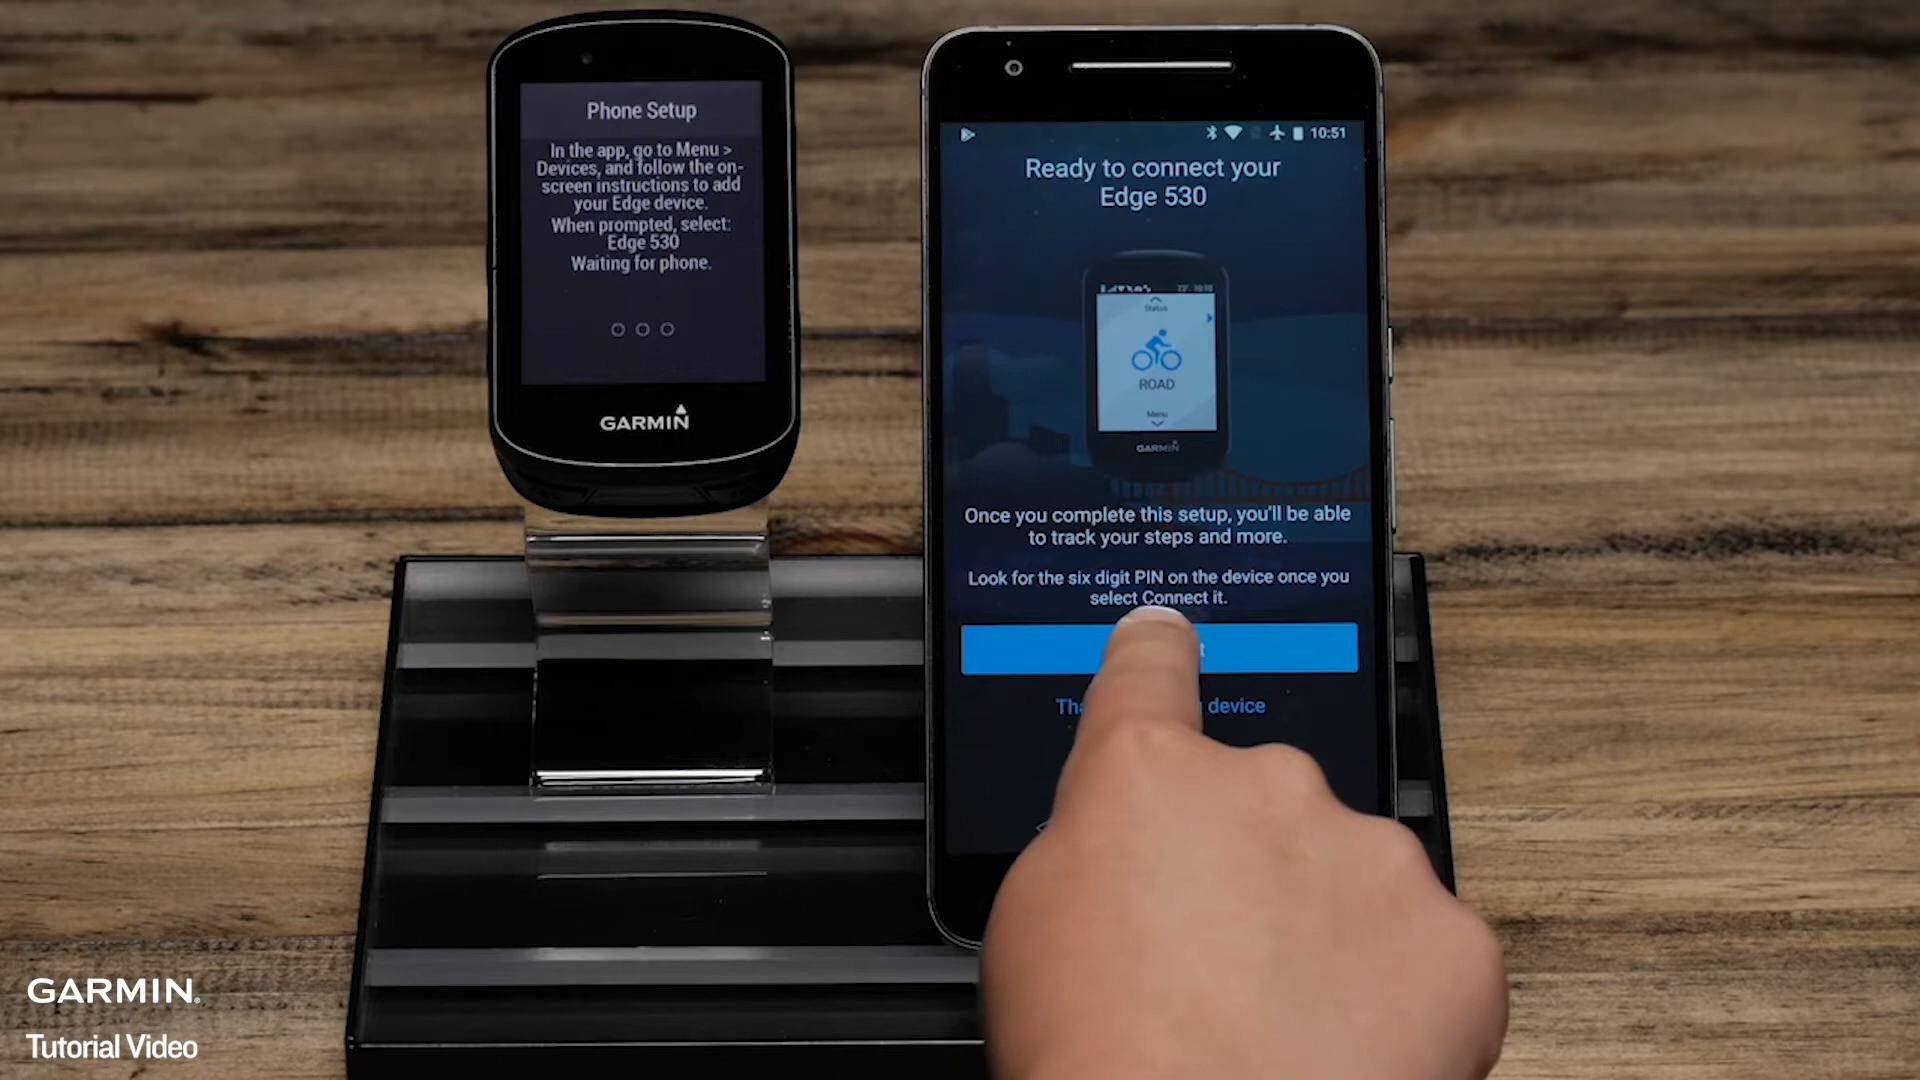 Phone Setup
In the app, go to Menu >
Devices, and follow the on-
screen instructions to add
your Edge device.
When prompted, select:
Edge 530
Waiting for phone.
GARMIN
10:51
Ready to connect your
Edge 530
Status
ROAD
Menu
GARMIN
Once you complete this setup, you'll be able
to track your steps and more.
Look for the six digit PIN on the device once you
select Connect it.
device
GARMIN
Tutorial Video